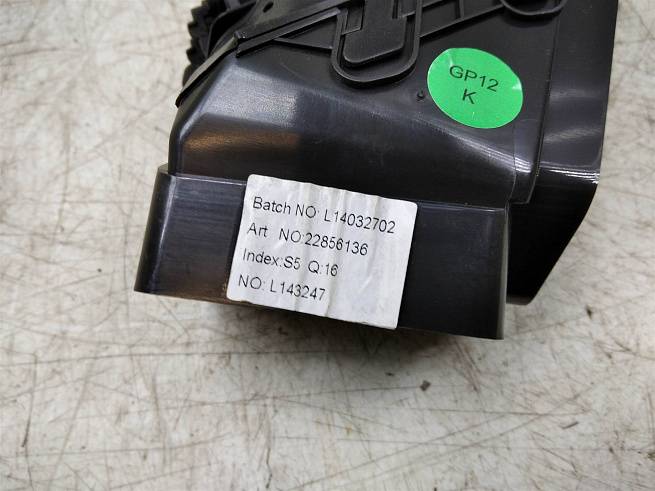 GP12
K
Batch NO: L14032702
Art NO:22856136
Index:S5 Q:16
NO: L143247